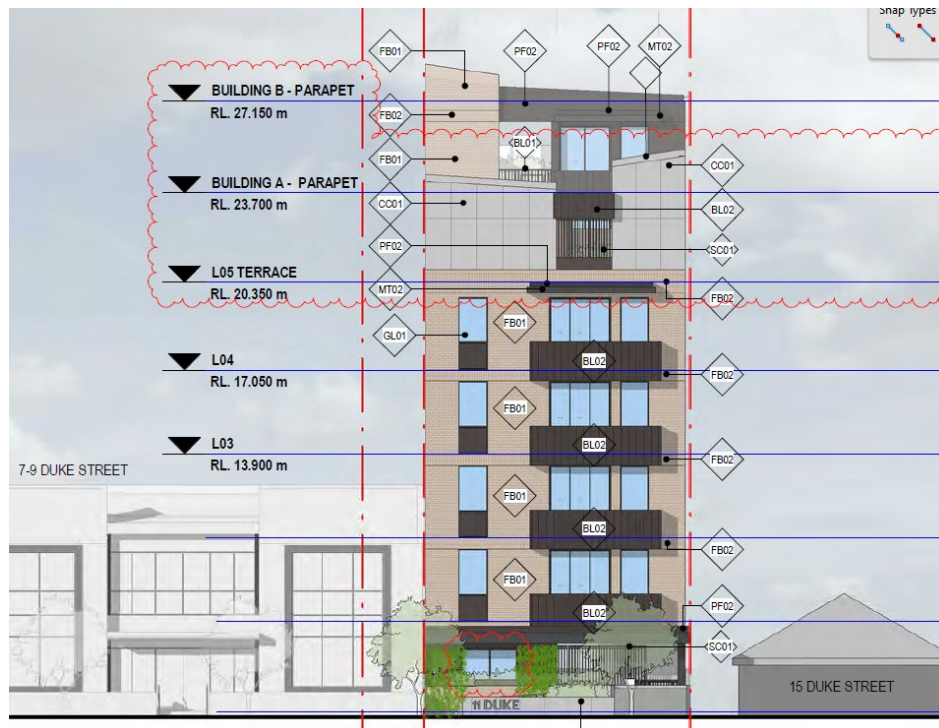 Snap Types
FB01
PF02
PF02
MT02
BUILDING B - PARAPET
RL. 27.150 m
FB02
BL01
FB01
CC01
BUILDING A - PARAPET
RL. 23.700 m
CC01
BL02
PF02
SC01
L05 TERRACE
RL. 20.350 m
MT02
FB02
FB01
GL01
L04
RL. 17.050 m
BL02
FB02
FB01
L03
RL. 13.900 m
BL02
FB02
7-9 DUKE STREET
FB01
BL02
FB02
FB01
BL02
PF02
SC01
15 DUKE STREET
11 DUKE